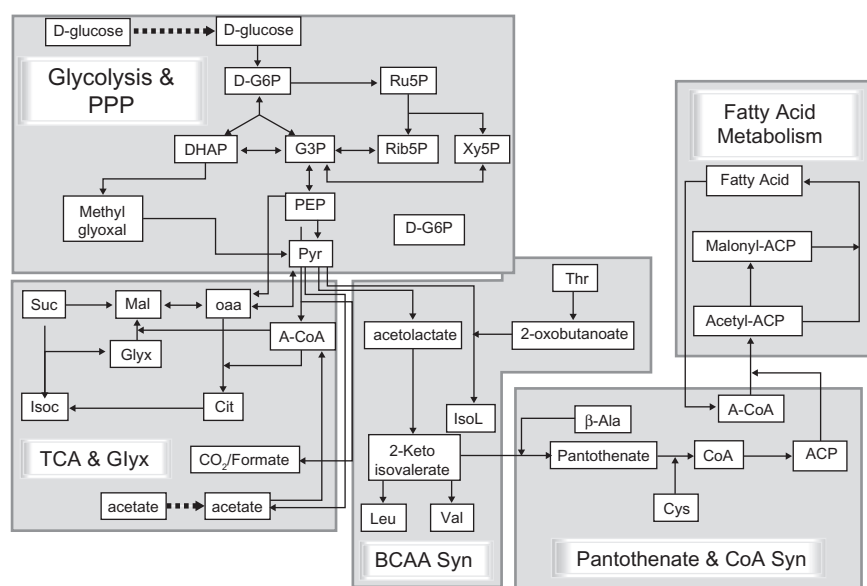 D-glucose
D-glucose
Glycolysis &
PPP
D-G6P
Ru5P
DHAP
G3P
Rib5P
Xy5P
Methyl
glyoxal
PEP
D-G6P
Pyr
Suc
Mal
oaa
A-CoA
Glyx
Isoc
Cit
TCA & Glyx
CO2/Formate
acetate
acetate
Thr
acetolactate
2-oxobutanoate
IsoL
2-Keto
isovalerate
Leu
Val
BCAA Syn
Fatty Acid
Metabolism
Fatty Acid
Malonyl-ACP
Acetyl-ACP
A-CoA
β-Ala
Pantothenate
CoA
ACP
Cys
Pantothenate & CoA Syn